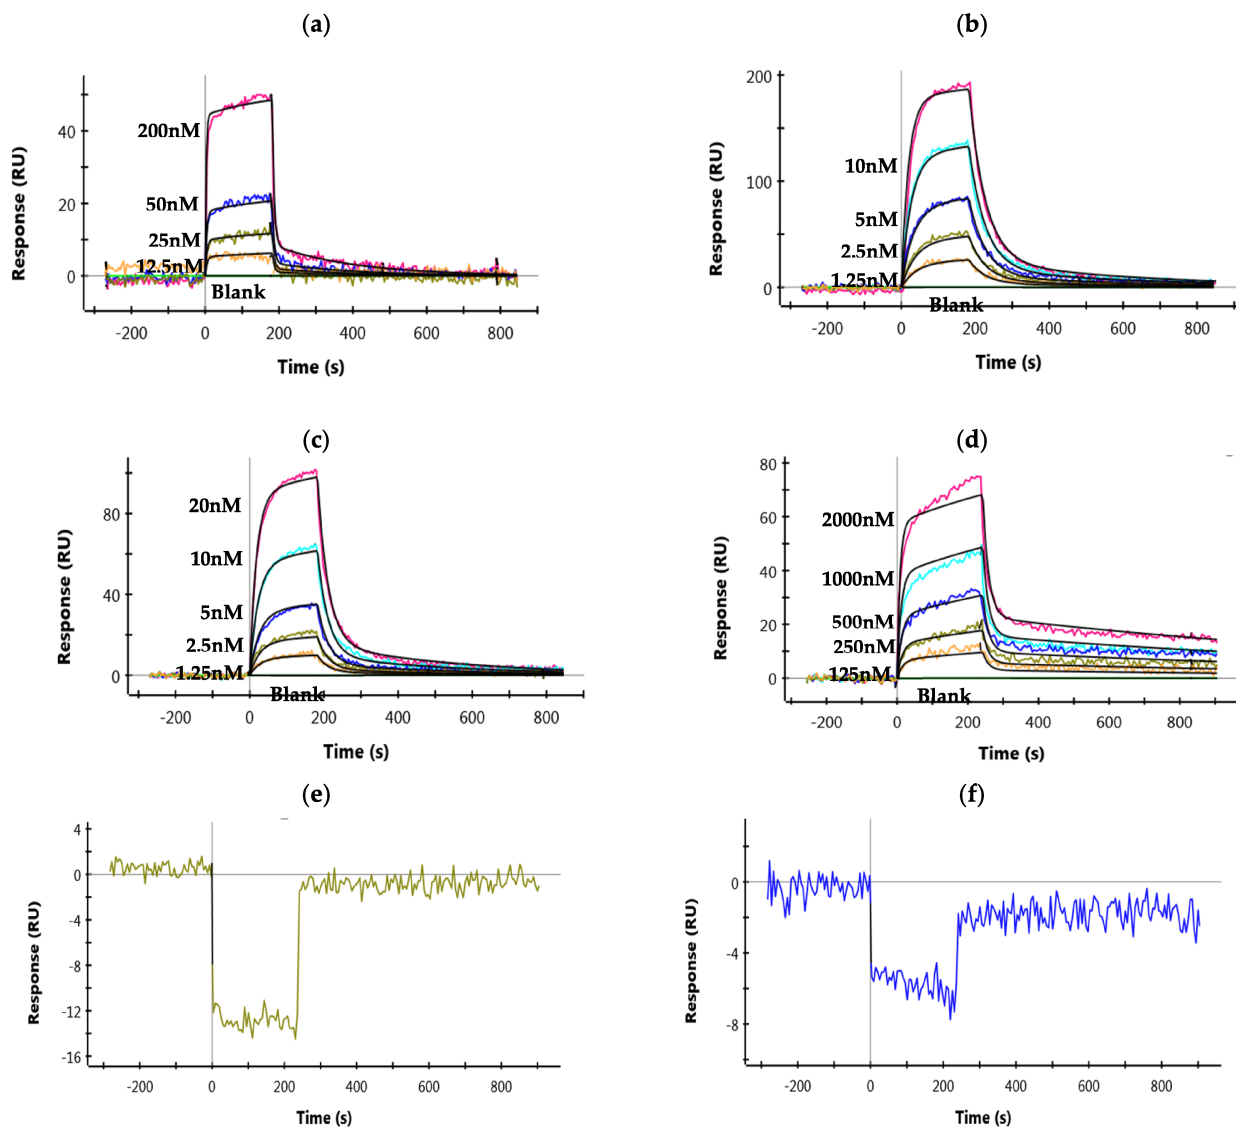 (a)
Response (RU)
40
20
0
200nM
50nM
25nM
12.5nM
Blank
-200 0 200 400 600 800
Time (s)
(b)
Response (RU)
200
100
0
10nM
5nM
2.5nM
1.25nM
Blank
-200 0 200 400 600 800
Time (s)
(c)
Response (RU)
80
40
0
20nM
10nM
5nM
2.5nM
1.25nM
Blank
-200 0 200 400 600 800
Time (s)
(d)
Response (RU)
80
60
40
20
0
2000nM
1000nM
500nM
250nM
125nM
Blank
-200 0 200 400 600 800
Time (s)
(e)
Response (RU)
4
0
-4
-8
-12
-16
-200 0 200 400 600 800
Time (s)
(f)
Response (RU)
0
-4
-8
-200 0 200 400 600 800
Time (s)